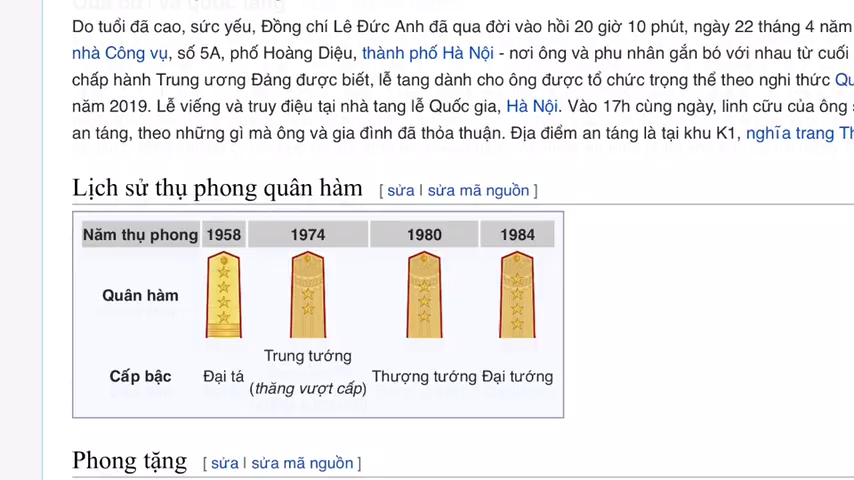 Do tuổi đã cao, sức yếu, Đồng chí Lê Đức Anh đã qua đời vào hồi 20 giờ 10 phút, ngày 22 tháng 4 năm
nhà Công vụ, số 5A, phố Hoàng Diệu, thành phố Hà Nội - nơi ông và phu nhân gắn bó với nhau từ cuối
chấp hành Trung ương Đảng được biết, lễ tang dành cho ông được tổ chức trọng thể theo nghi thức
năm 2019. Lễ viếng và truy điệu tại nhà tang lễ Quốc gia, Hà Nội. Vào 17h cùng ngày, linh cữu của ông
an táng, theo những gì mà ông và gia đình đã thỏa thuận. Địa điểm an táng là tại khu K1, nghĩa trang
Lịch sử thụ phong quân hàm [ sửa | sửa mã nguồn ]
Năm thụ phong 1958 1974 1980 1984
Quân hàm
Cấp bậc Đại tá Trung tướng (thăng vượt cấp) Thượng tướng Đại tướng
Phong tặng [ sửa | sửa mã nguồn ]